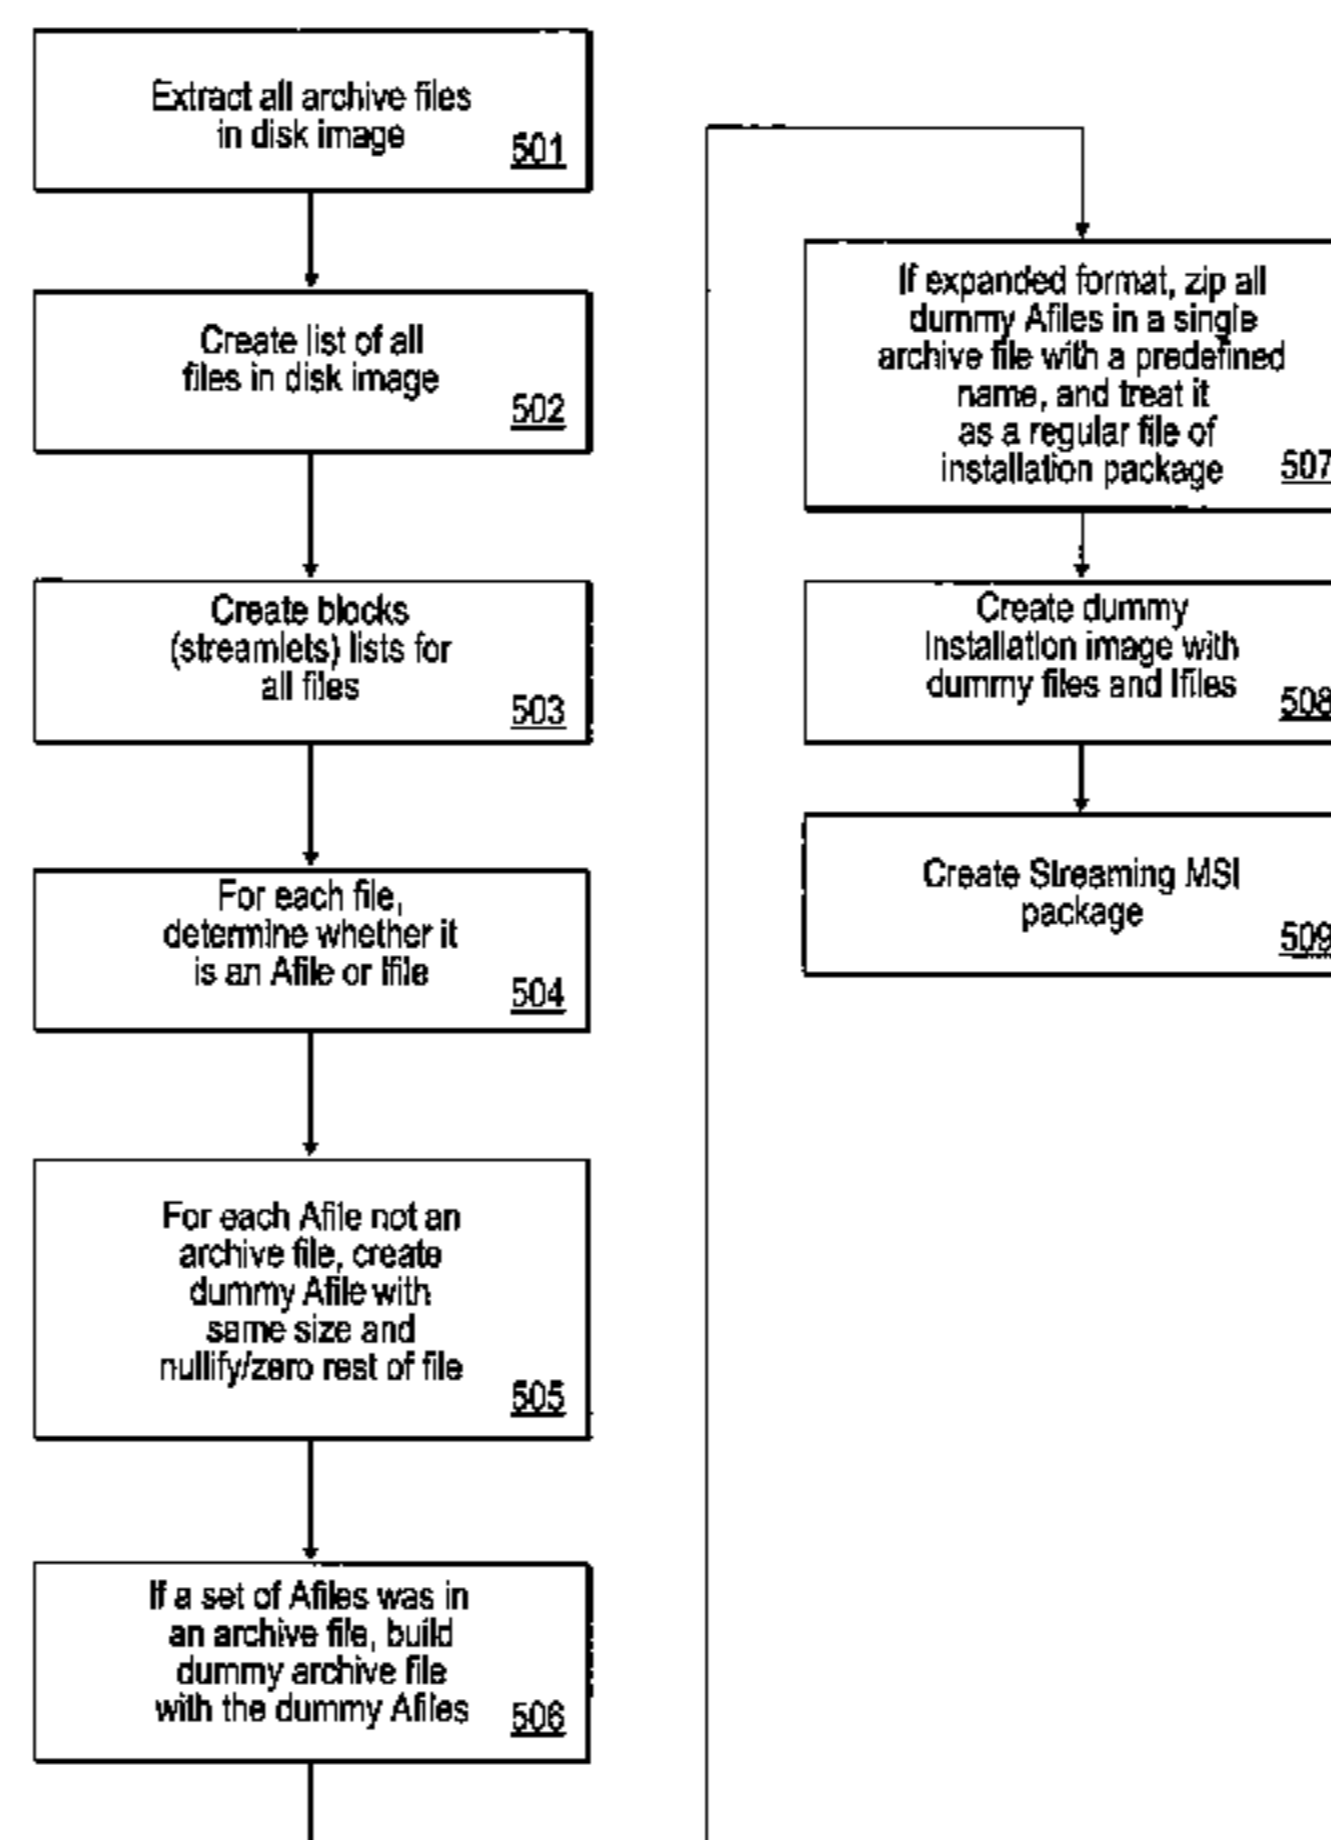 Extract all archive files
in disk image
501
Create list of all
files in disk image
502
Create blocks
(streamlets) lists for
all files
503
For each file,
determine whether it
is an Afile or Ifile
504
For each Afile not an
archive file, create
dummy Afile with
same size and
nullify/zero rest of file
505
If a set of Afiles was in
an archive file, build
dummy archive file
with the dummy Afiles
506
If expanded format, zip all
dummy Afiles in a single
archive file with a predefined
name, and treat it
as a regular file of
installation package
507
Create dummy
Installation image with
dummy files and Ifiles
508
Create Streaming MSI
package
509